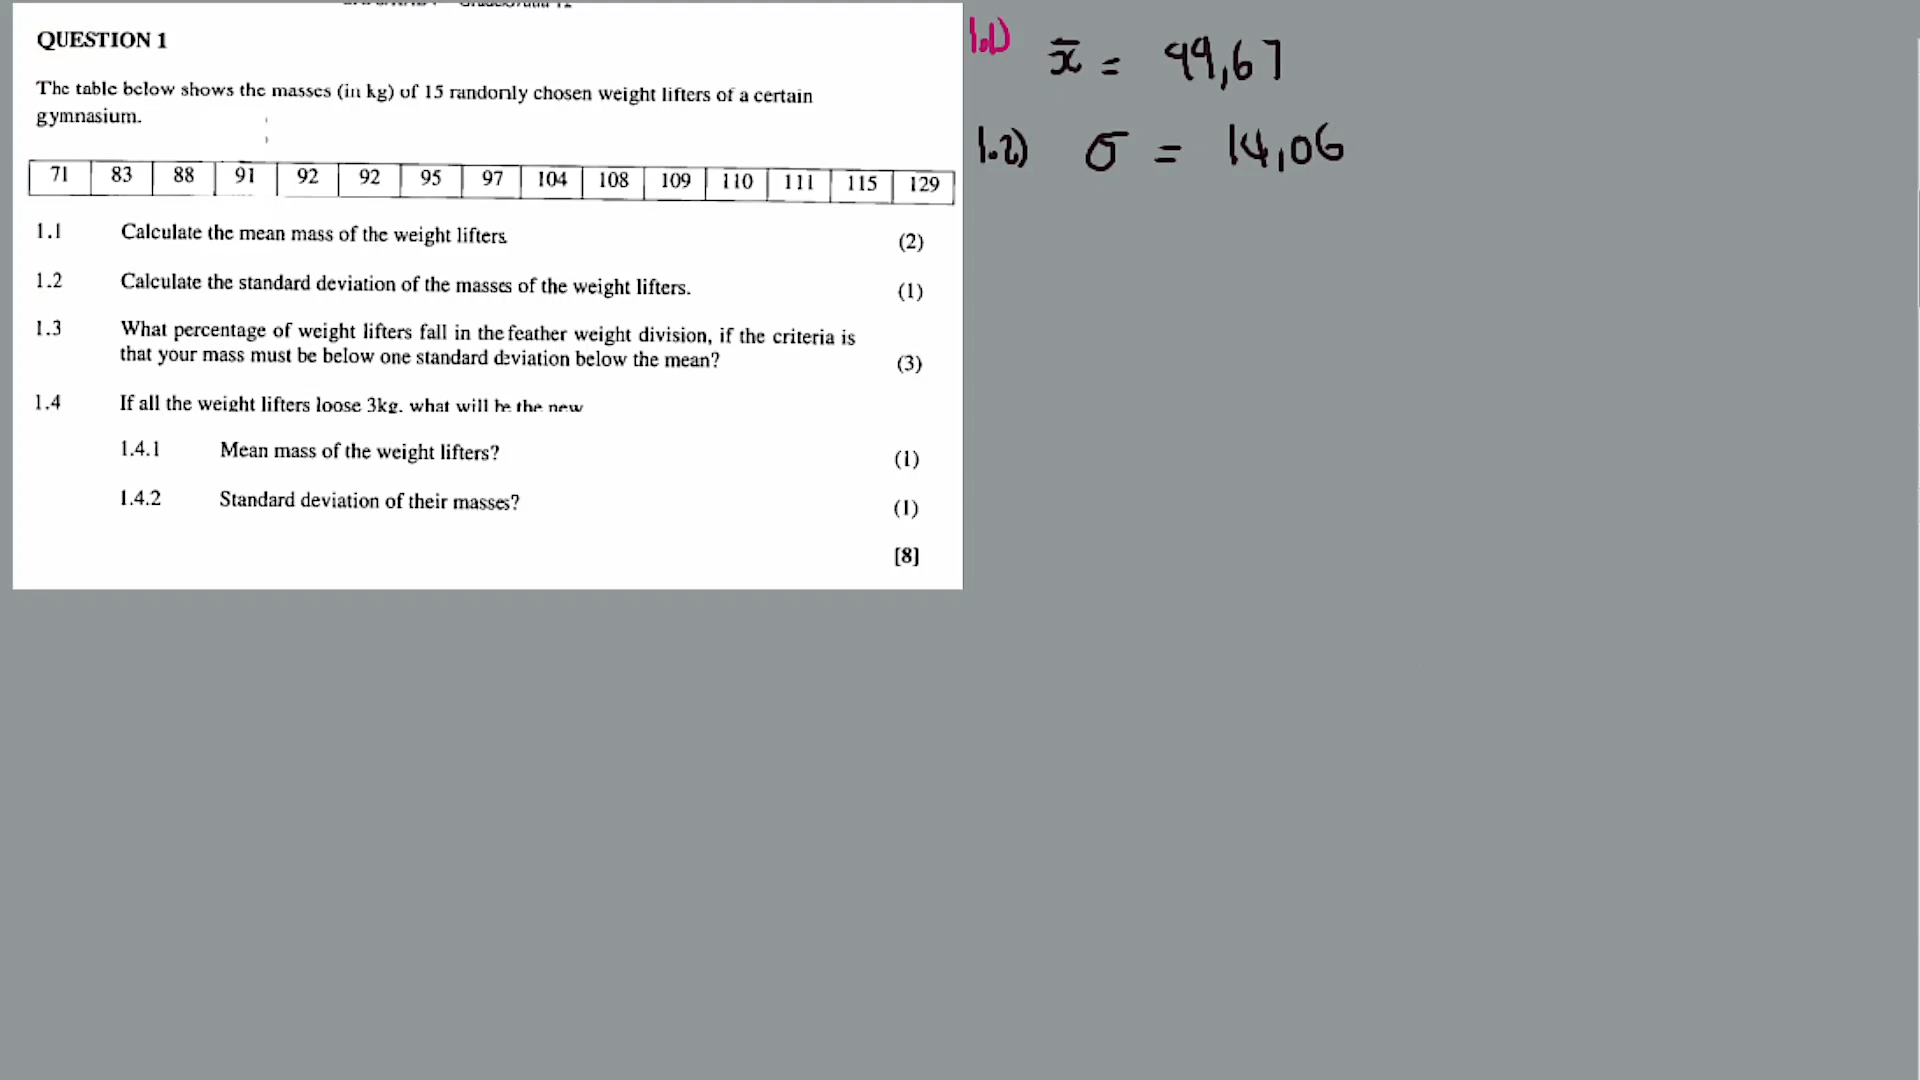 QUESTION 1
The table below shows the masses (in kg) of 15 randonly chosen weight lifters of a certain
gymnasium.
71 83 88 91 92 92 95 97 104 108 109 110 111 115 129
1.1 Calculate the mean mass of the weight lifters (2)
1.2 Calculate the standard deviation of the masses of the weight lifters. (1)
1.3 What percentage of weight lifters fall in the feather weight division, if the criteria is
that your mass must be below one standard deviation below the mean? (3)
1.4 If all the weight lifters loose 3kg. what will be the new
1.4.1 Mean mass of the weight lifters? (1)
1.4.2 Standard deviation of their masses? (1)
[8]
1.1) x̄ = 99,67
1.2) σ = 14,06